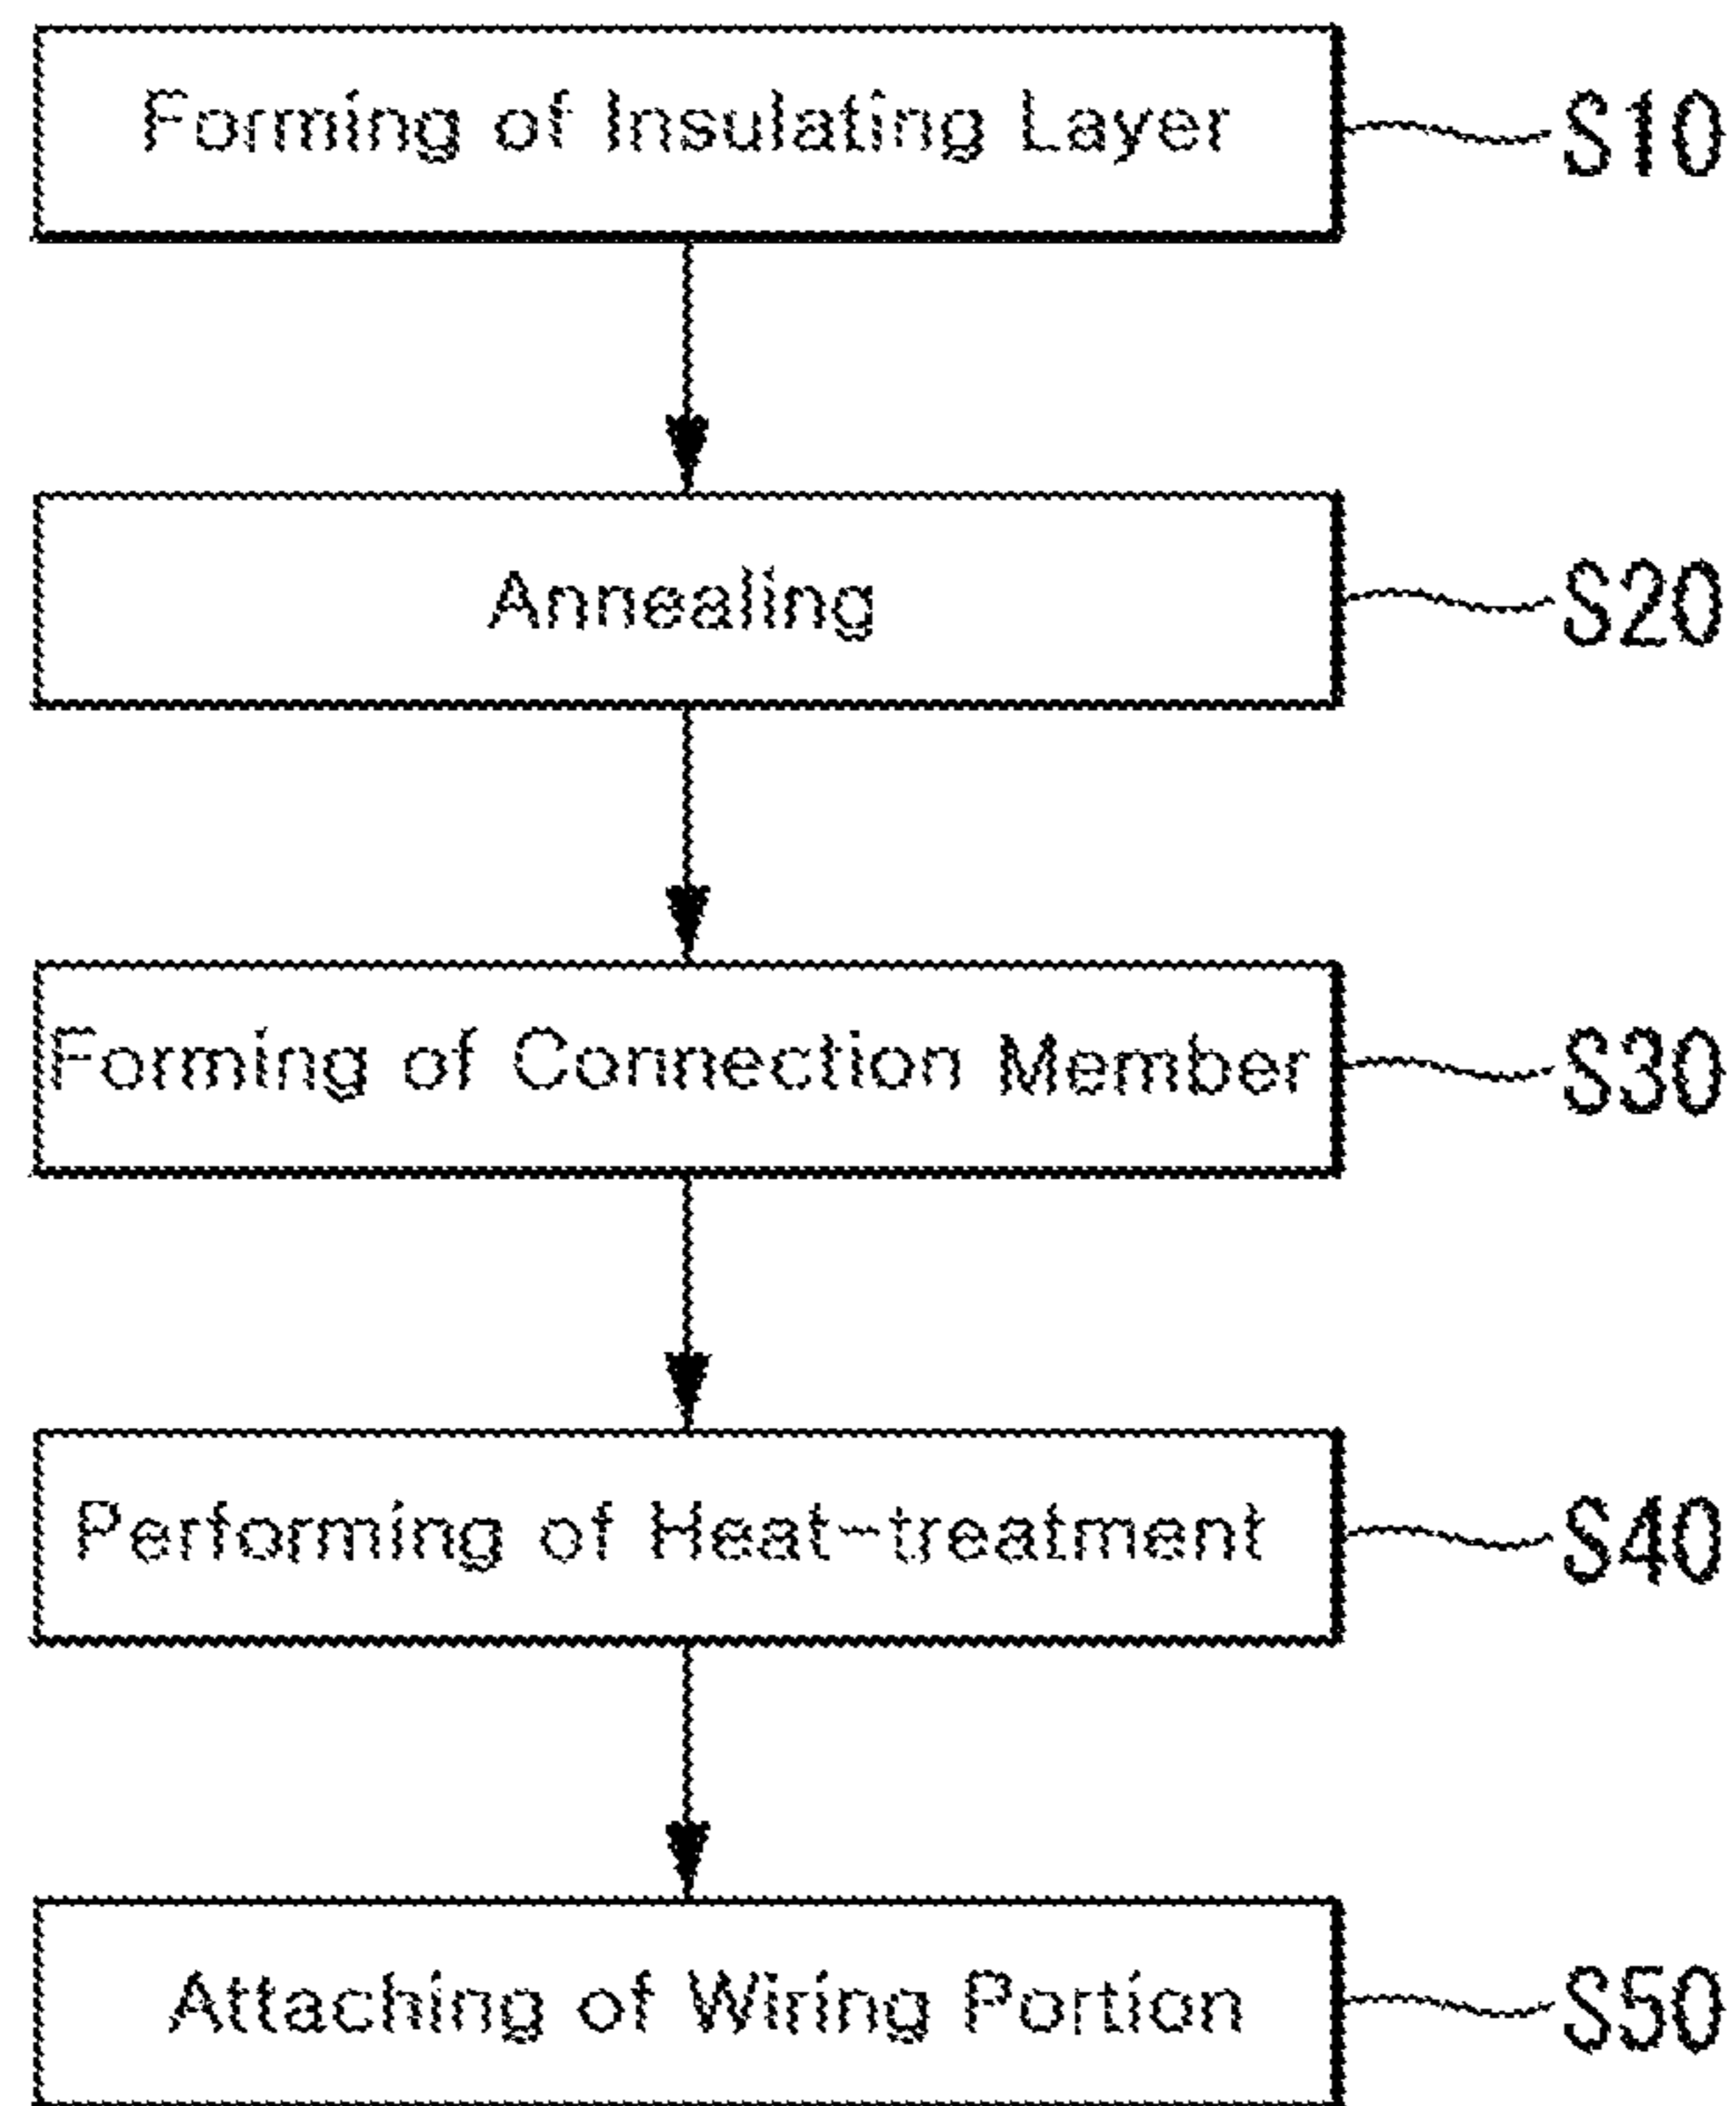 Forming of Insulating Layer S10
Annealing S20
Forming of Connection Member S30
Performing of Heat-treatment S40
Attaching of Wiring Portion S50